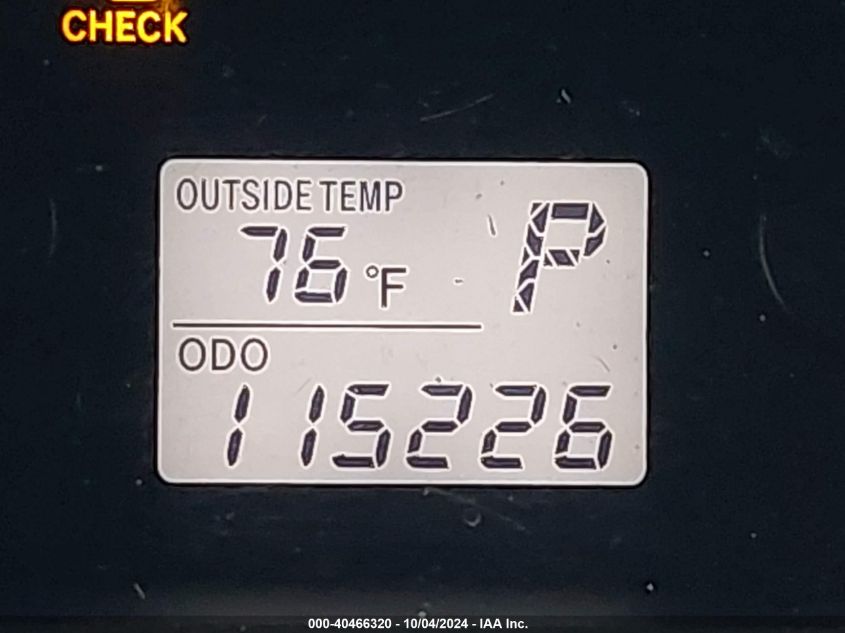 CHECK
OUTSIDE TEMP
76°F
P
ODO
115226
000-40466320 - 10/04/2024 - IAA Inc.